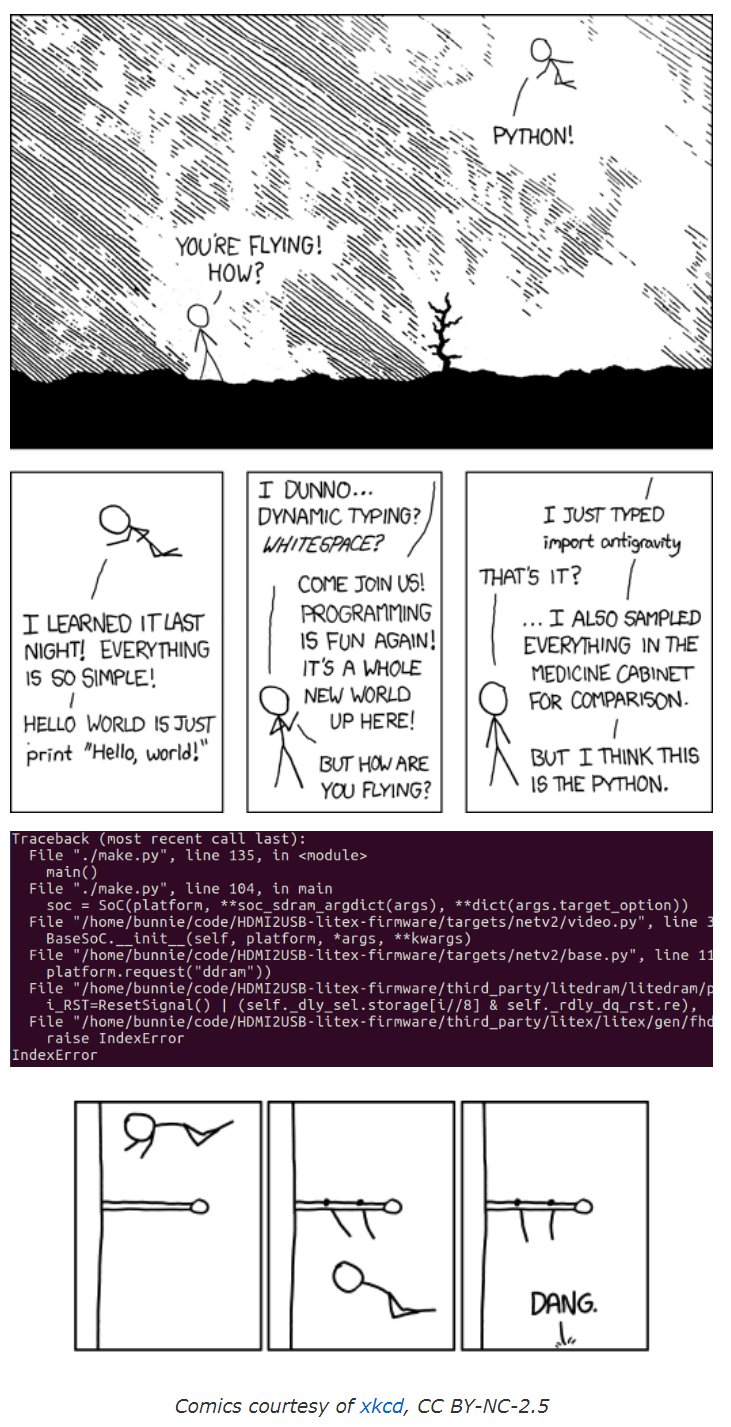 PYTHON!
YOU'RE FLYING!
HOW?
I LEARNED IT LAST
NIGHT! EVERYTHING
IS SO SIMPLE!
HELLO WORLD IS JUST
print "Hello, world!"
I DUNNO...
DYNAMIC TYPING?
WHITESPACE?
COME JOIN US!
PROGRAMMING
IS FUN AGAIN!
IT'S A WHOLE
NEW WORLD
UP HERE!
BUT HOW ARE
YOU FLYING?
I JUST TYPED
import antigravity
THAT'S IT?
... I ALSO SAMPLED
EVERYTHING IN THE
MEDICINE CABINET
FOR COMPARISON.
BUT I THINK THIS
IS THE PYTHON.
Traceback (most recent call last):
File "./make.py", line 135, in <module>
main()
File "./make.py", line 104, in main
soc = SoC(platform, **soc_sdram_argdict(args), **dict(args.target_option))
File "/home/bunnie/code/HDMI2USB-litex-firmware/targets/netv2/video.py", line 3
BaseSoC.__init__(self, platform, *args, **kwargs)
File "/home/bunnie/code/HDMI2USB-litex-firmware/targets/netv2/base.py", line 11
platform.request("ddram"))
File "/home/bunnie/code/HDMI2USB-litex-firmware/third_party/litedram/litedram/p
i_RST=ResetSignal() | (self._dly_sel.storage[i//8] & self._rdly_dq_rst.re),
File "/home/bunnie/code/HDMI2USB-litex-firmware/third_party/litex/litex/gen/fhd
raise IndexError
IndexError
DANG.
Comics courtesy of xkcd, CC BY-NC-2.5